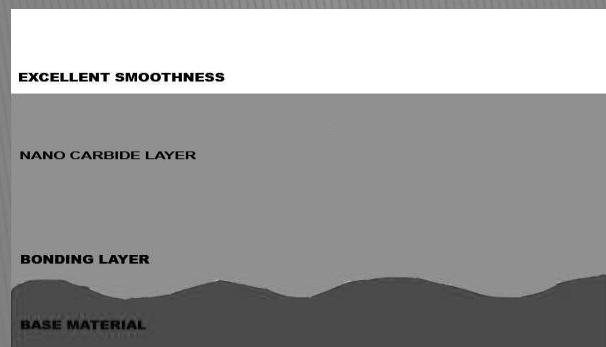 EXCELLENT SMOOTHNESS
NANO CARBIDE LAYER
BONDING LAYER
BASE MATERIAL